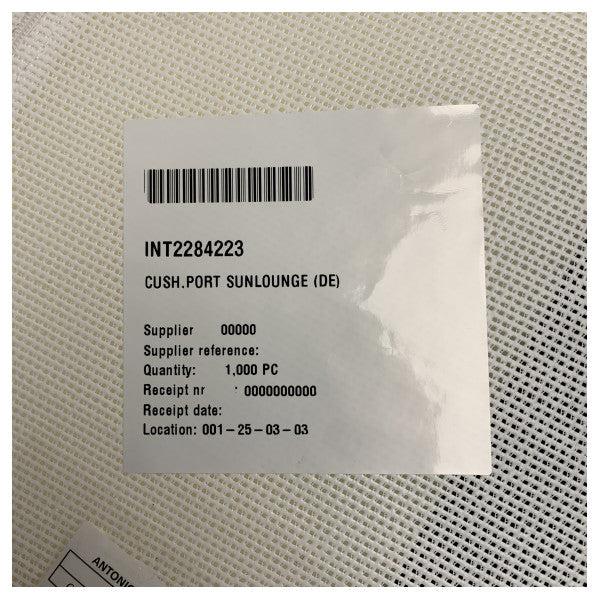 INT2284223
CUSH.PORT SUNLOUNGE (DE)
Supplier 00000
Supplier reference:
Quantity: 1,000 PC
Receipt nr 0000000000
Receipt date:
Location: 001-25-03-03